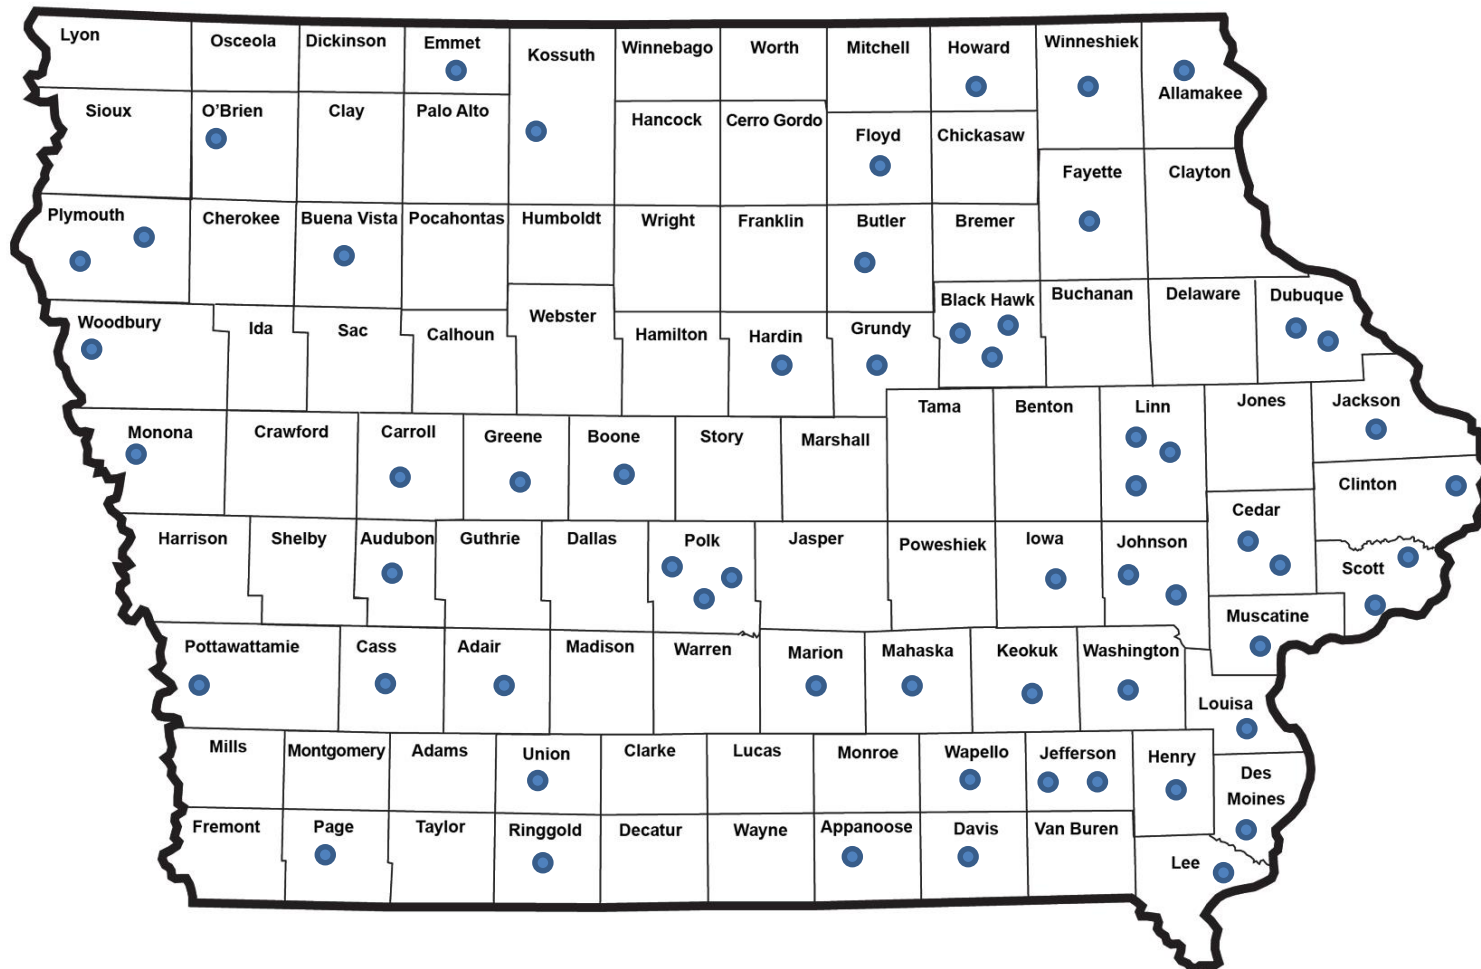 Lyon
Osceola
Dickinson
Emmet
Kossuth
Winnebago
Worth
Mitchell
Howard
Winneshiek
Allamakee
Sioux
O'Brien
Clay
Palo Alto
Hancock
Cerro Gordo
Floyd
Chickasaw
Fayette
Clayton
Plymouth
Cherokee
Buena Vista
Pocahontas
Humboldt
Wright
Franklin
Butler
Bremer
Woodbury
Ida
Sac
Calhoun
Webster
Hamilton
Hardin
Grundy
Black Hawk
Buchanan
Delaware
Dubuque
Monona
Crawford
Carroll
Greene
Boone
Story
Marshall
Tama
Benton
Linn
Jones
Jackson
Clinton
Cedar
Harrison
Shelby
Audubon
Guthrie
Dallas
Polk
Jasper
Poweshiek
Iowa
Johnson
Scott
Muscatine
Pottawattamie
Cass
Adair
Madison
Warren
Marion
Mahaska
Keokuk
Washington
Louisa
Mills
Montgomery
Adams
Union
Clarke
Lucas
Monroe
Wapello
Jefferson
Henry
Des
Moines
Fremont
Page
Taylor
Ringgold
Decatur
Wayne
Appanoose
Davis
Van Buren
Lee